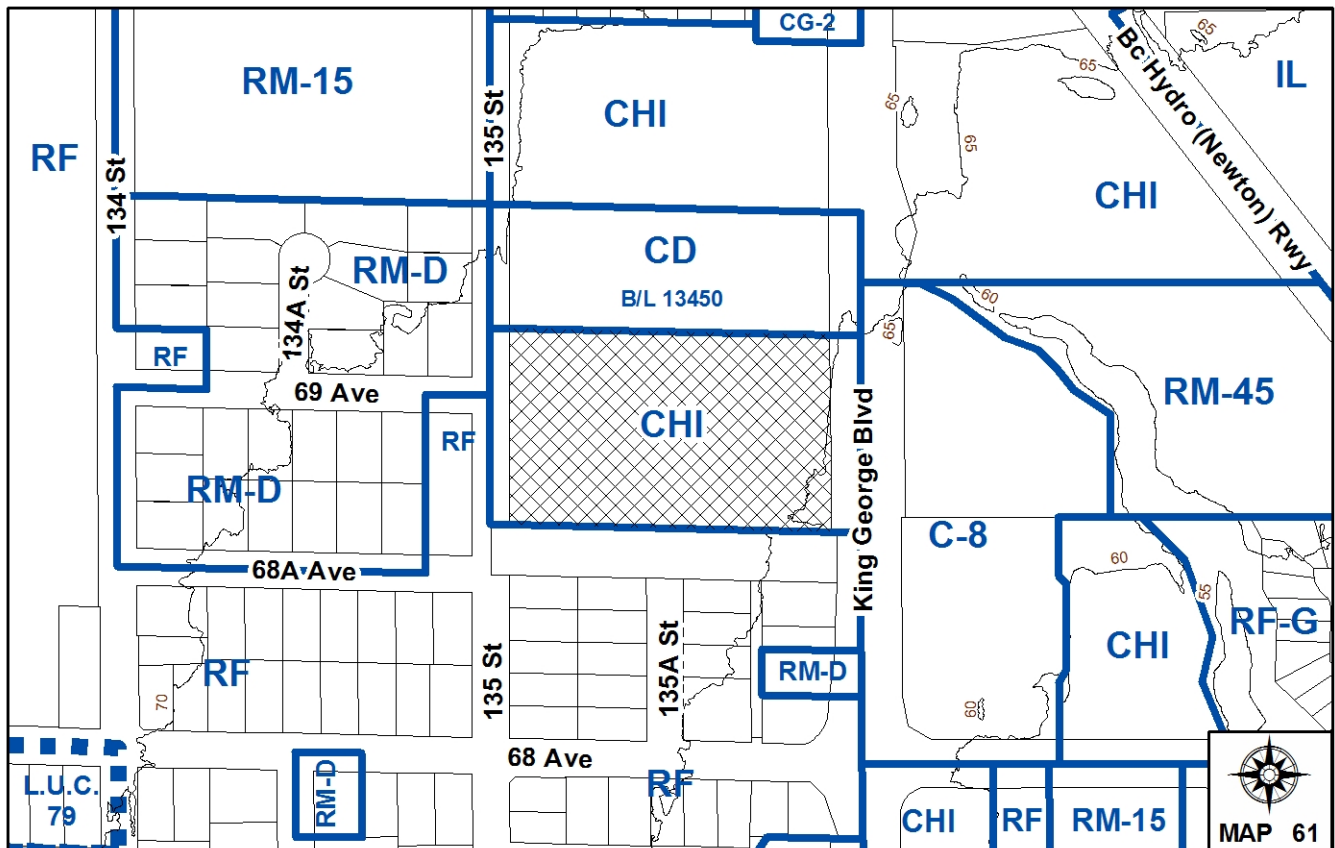 CG-2
RM-15
135 St
CHI
65
65
Bc Hydro (Newton) Rwy
65
IL
RF
134 St
65
CHI
RM-D
CD
134A St
B/L 13450
60
65
RF
69 Ave
CHI
King George Blvd
RM-45
RF
RM-D
C-8
68A Ave
60
55
RF-G
CHI
RF
70
135 St
135A St
RM-D
60
68 Ave
RM-D
RF
L.U.C.
79
CHI
RF
RM-15
MAP 61